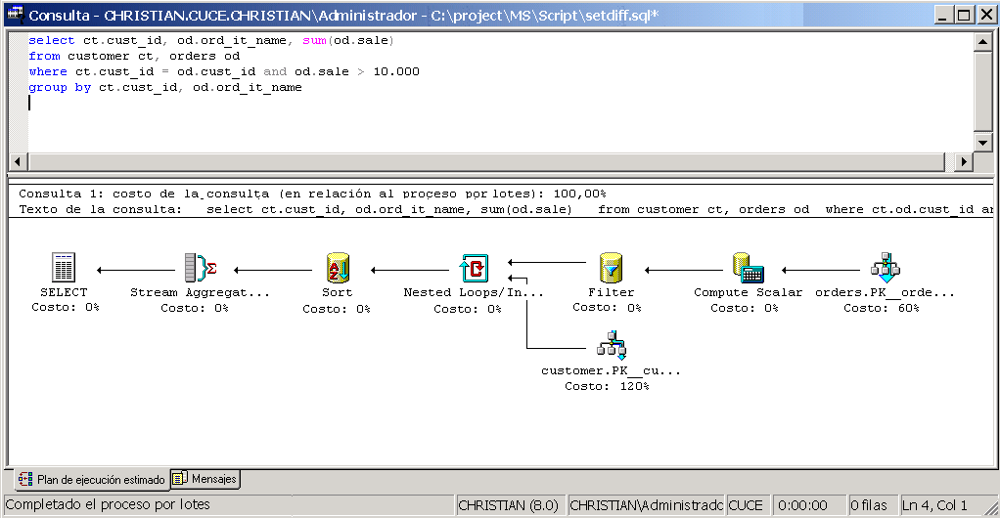 Consulta - CHRISTIAN.CUCE.CHRISTIAN\Administrador - C:\project\MS\Script\setdiff.sql*
select ct.cust_id, od.ord_it_name, sum(od.sale)
from customer ct, orders od
where ct.cust_id = od.cust_id and od.sale > 10.000
group by ct.cust_id, od.ord_it_name
Consulta 1: costo de la consulta (en relación al proceso por lotes): 100,00%
Texto de la consulta: select ct.cust_id, od.ord_it_name, sum(od.sale) from customer ct, orders od where ct.od.cust_id an
SELECT
Costo: 0%
Stream Aggregat...
Costo: 0%
Sort
Costo: 0%
Nested Loops/In...
Costo: 0%
Filter
Costo: 0%
Compute Scalar
Costo: 0%
orders.PK__orde...
Costo: 60%
customer.PK__cu...
Costo: 120%
Plan de ejecución estimado
Mensajes
Completado el proceso por lotes
CHRISTIAN (8.0)
CHRISTIAN\Administradc
CUCE
0:00:00
0 filas
Ln 4, Col 1